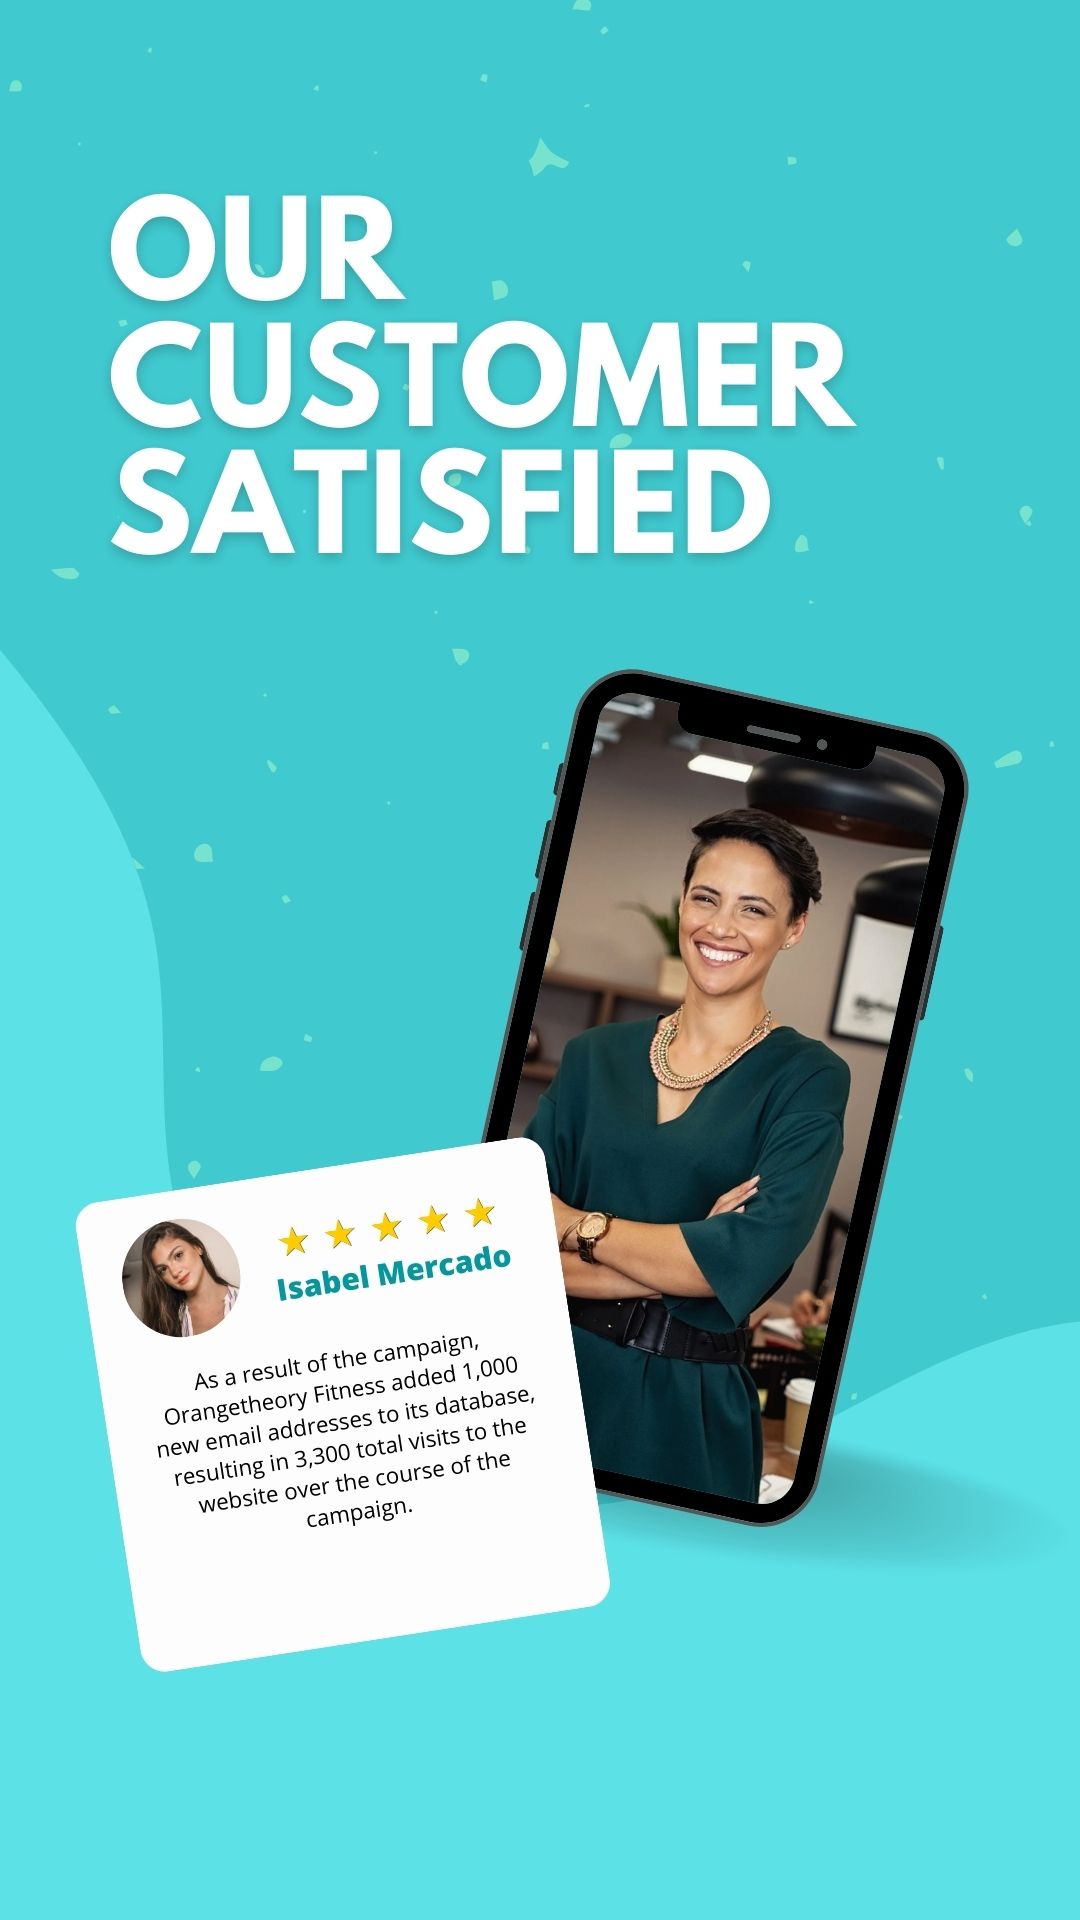 OUR
CUSTOMER
SATISFIED
Isabel Mercado
As a result of the campaign,
Orangetheory Fitness added 1,000
new email addresses to its database,
resulting in 3,300 total visits to the
website over the course of the
campaign.